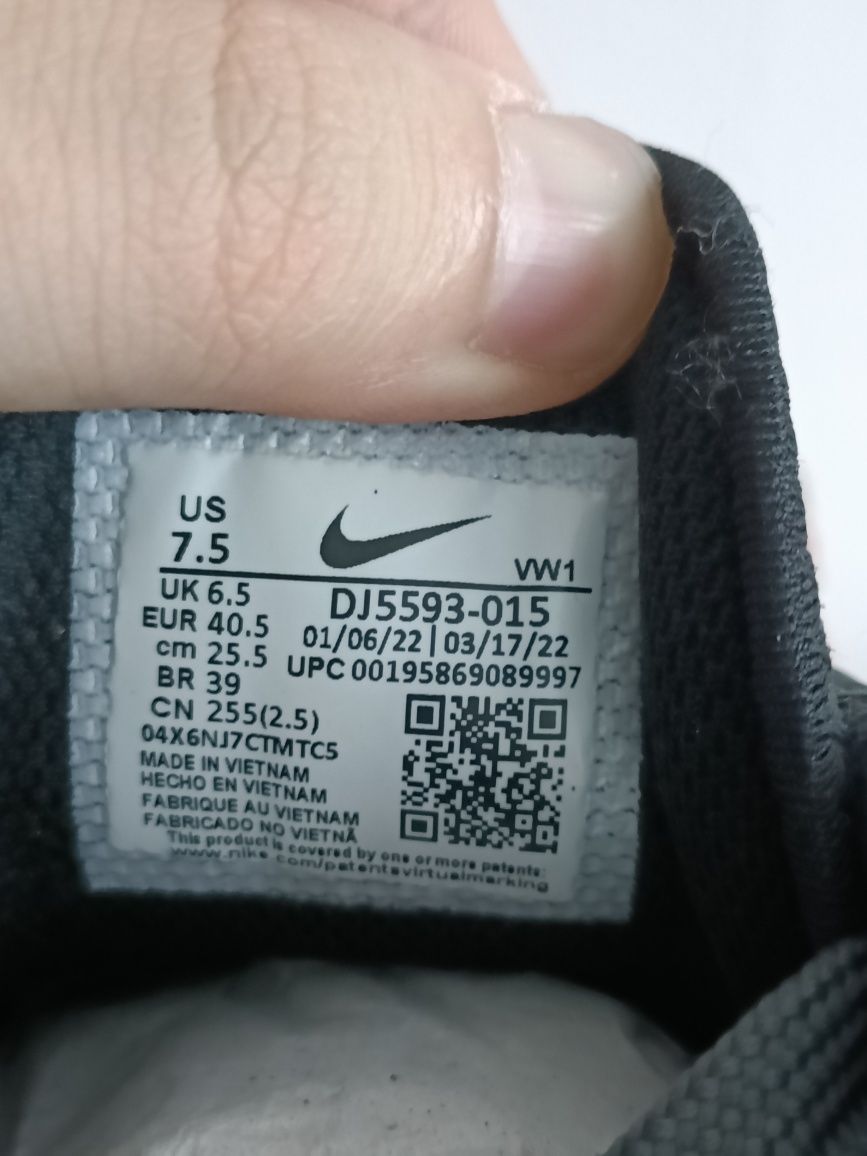 US
7.5
VW1
UK 6.5
EUR 40.5
cm 25.5
BR 39
CN 255(2.5)
DJ5593-015
01/06/22 | 03/17/22
UPC 00195869089997
04X6NJ7CTMTC5
MADE IN VIETNAM
HECHO EN VIETNAM
FABRIQUE AU VIETNAM
FABRICADO NO VIETNÃ
This product is covered by one or more patents:
www.nike.com/patentsvirtualmarking